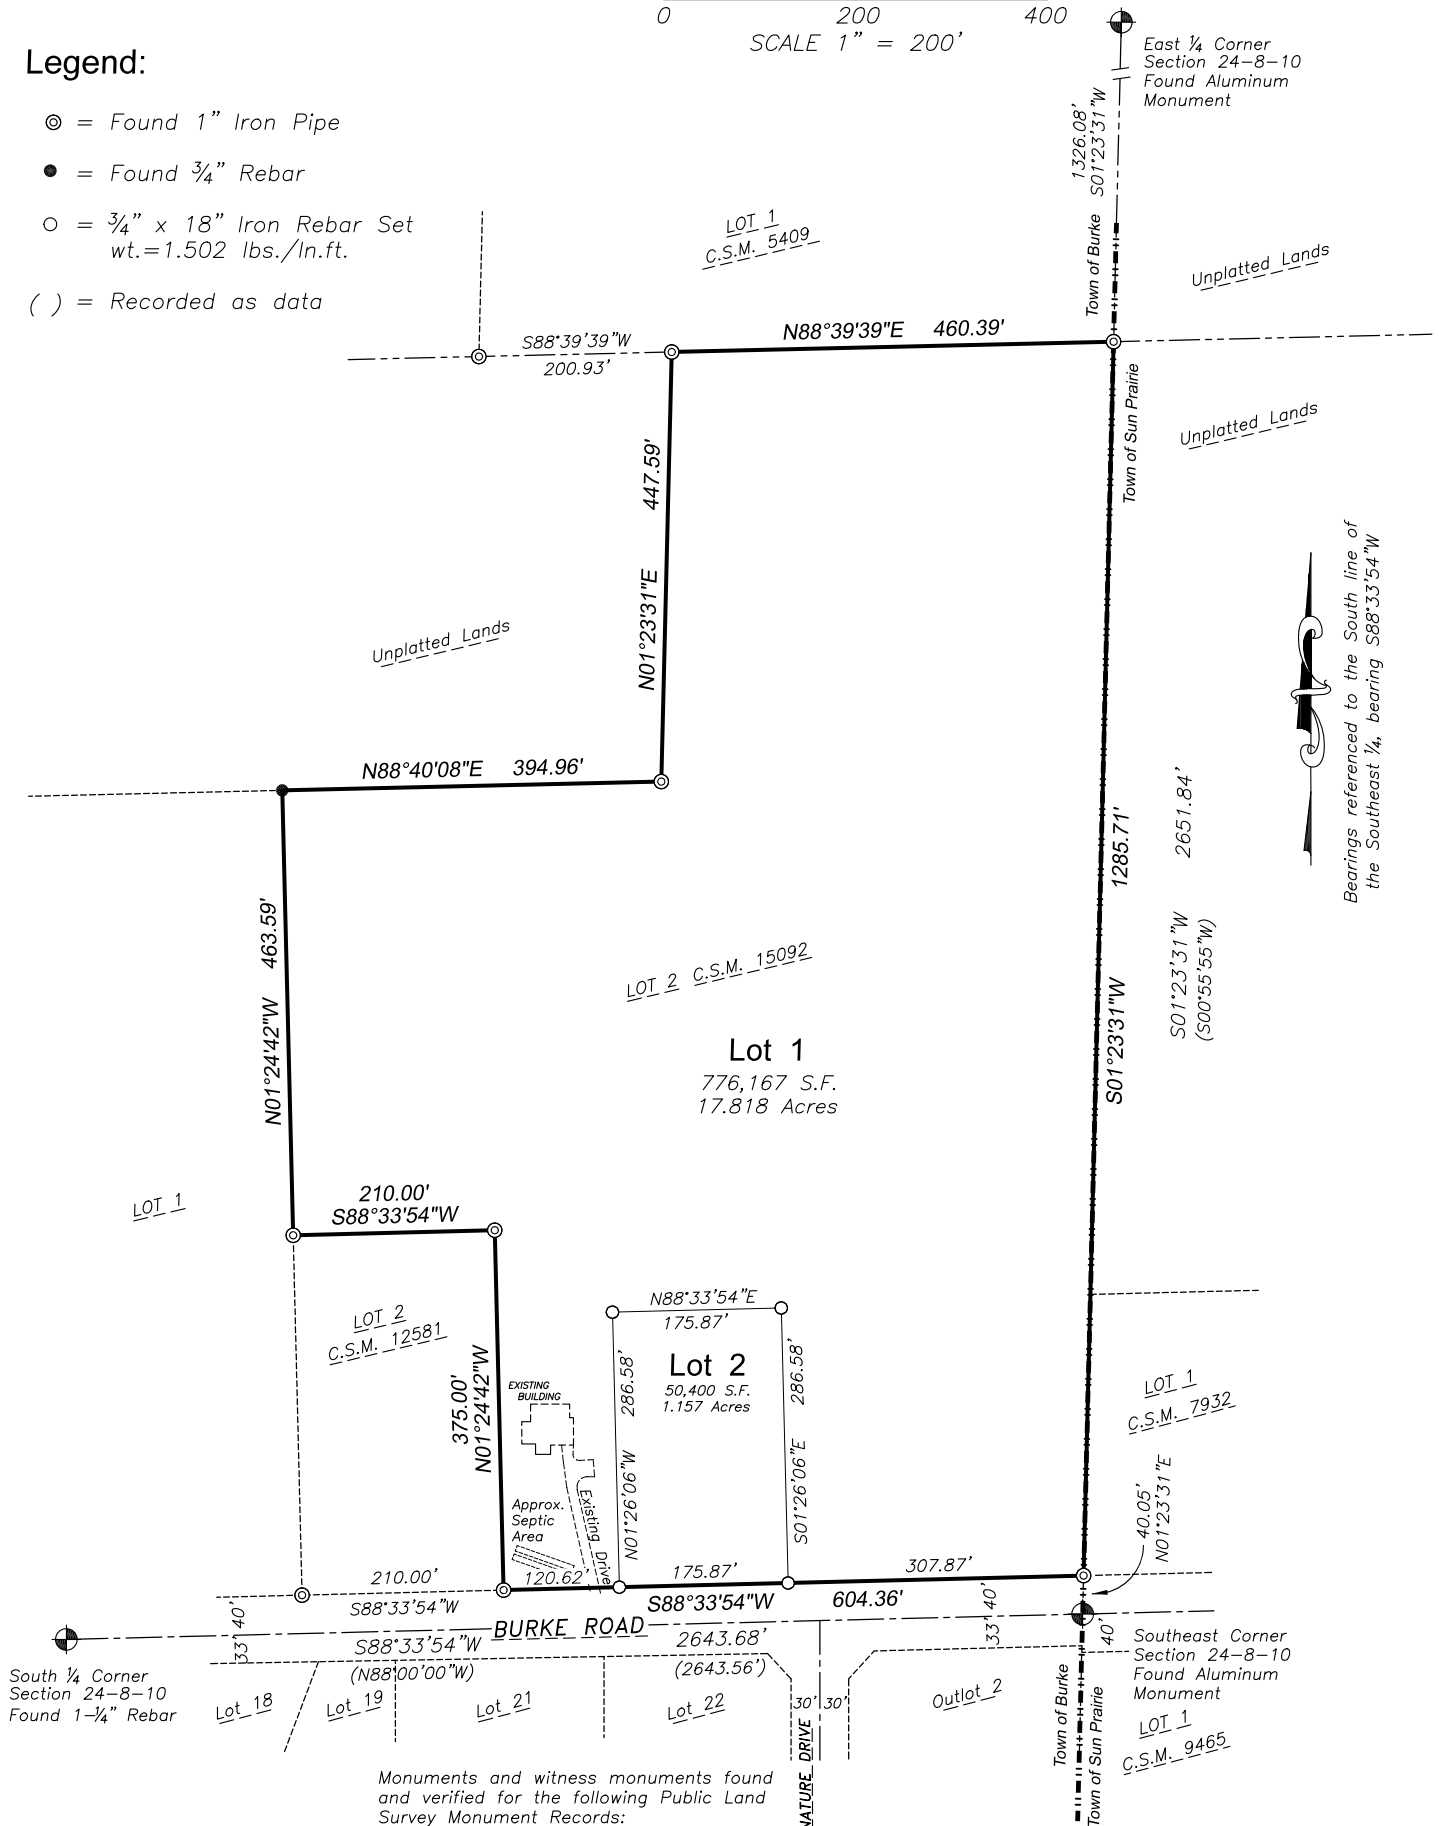 0 200 400
SCALE 1" = 200'
Legend:
= Found 1" Iron Pipe
= Found ¾" Rebar
= ¾" x 18" Iron Rebar Set
wt.=1.502 lbs./ln.ft.
( ) = Recorded as data
East ¼ Corner
Section 24-8-10
Found Aluminum
Monument
1326.08'
S01°23'31"W
LOT 1
C.S.M. 5409
Town of Burke
Unplatted Lands
S88°39'39"W
200.93'
N88°39'39"E 460.39'
Town of Sun Prairie
Unplatted Lands
447.59'
N01°23'31"E
Unplatted Lands
Bearings referenced to the South line of
the Southeast ¼, bearing S88°33'54"W
N88°40'08"E 394.96'
1285.71'
S01°23'31"W
2651.84'
S01°23'31"W
(S00°55'55"W)
463.59'
N01°24'42"W
LOT 2 C.S.M. 15092
Lot 1
776,167 S.F.
17.818 Acres
LOT 1
210.00'
S88°33'54"W
LOT 2
C.S.M. 12581
375.00'
N01°24'42"W
EXISTING
BUILDING
Approx.
Septic
Area
Existing Drive
N88°33'54"E
175.87'
Lot 2
50,400 S.F.
1.157 Acres
286.58'
N01°26'06"W
286.58'
S01°26'06"E
LOT 1
C.S.M. 7932
40.05'
N01°23'31"E
210.00'
S88°33'54"W
120.62'
175.87'
307.87'
S88°33'54"W 604.36'
33' 40'
33' 40'
40'
BURKE ROAD
S88°33'54"W 2643.68'
(N88°00'00"W) (2643.56')
South ¼ Corner
Section 24-8-10
Found 1-¼" Rebar
Southeast Corner
Section 24-8-10
Found Aluminum
Monument
Lot 18
Lot 19
Lot 21
Lot 22
30' 30'
Outlot 2
NATURE DRIVE
Town of Burke
Town of Sun Prairie
LOT 1
C.S.M. 9465
Monuments and witness monuments found
and verified for the following Public Land
Survey Monument Records: